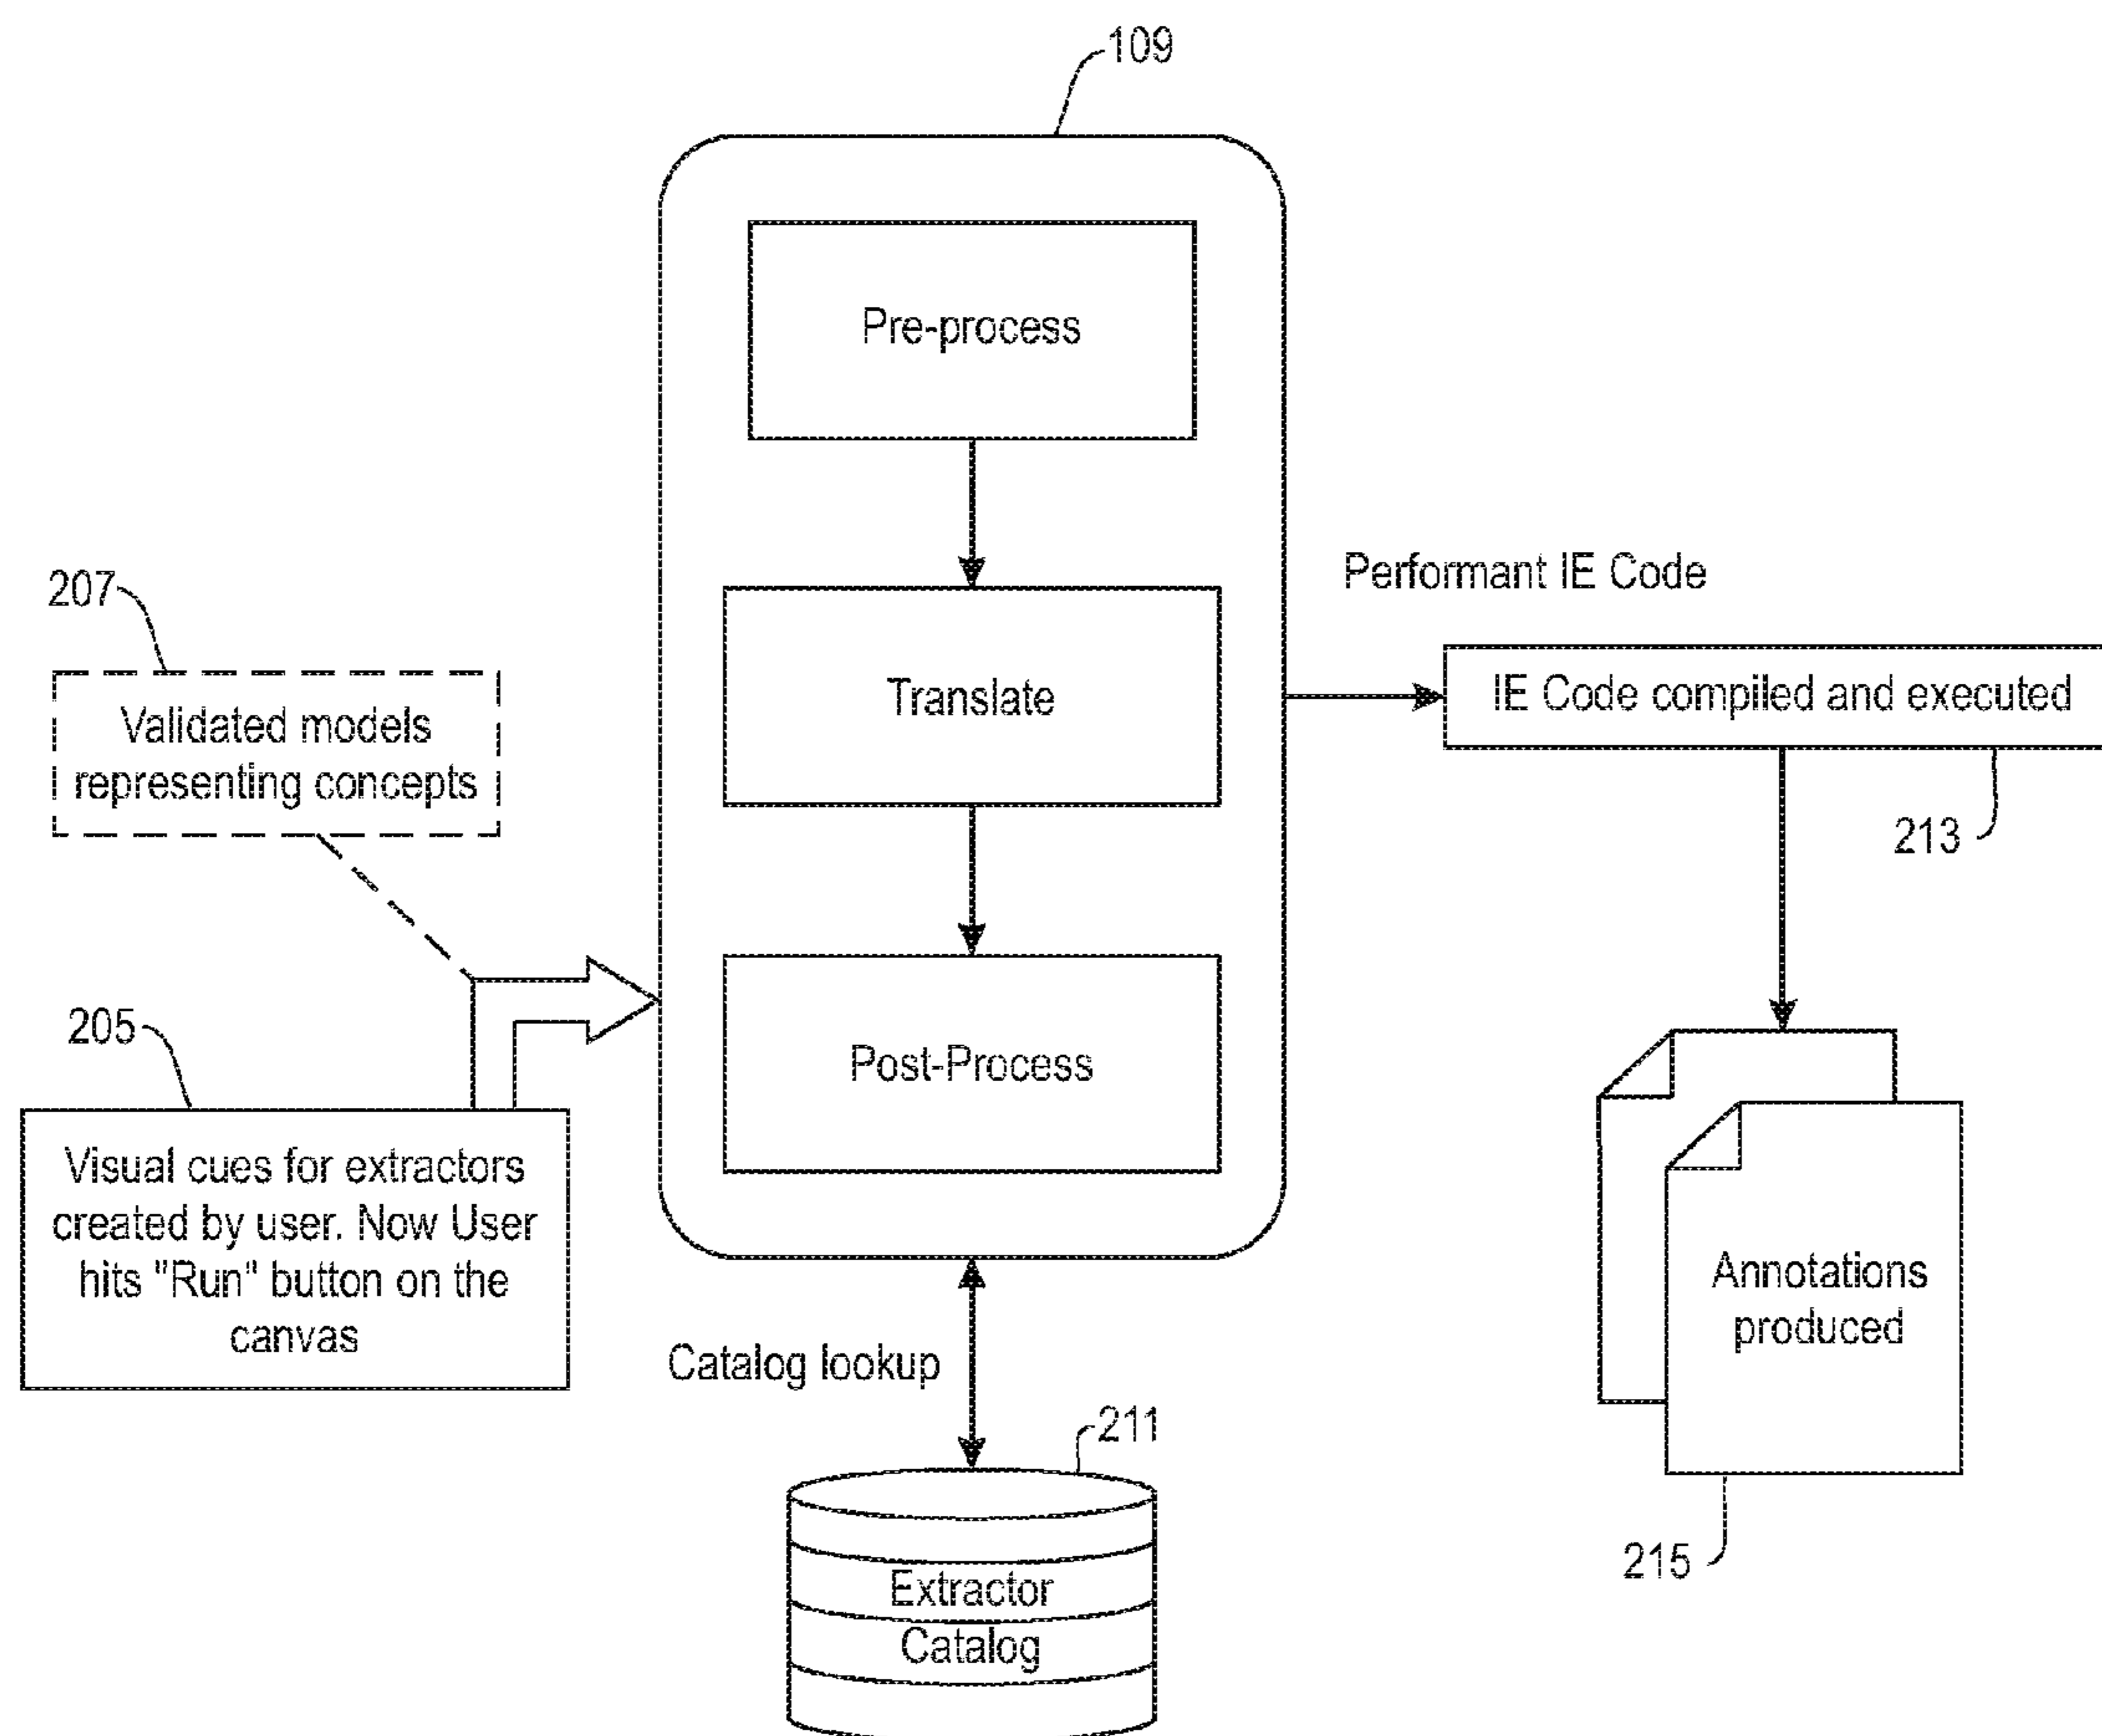 109
Pre-process
Performant IE Code
207
Validated models
representing concepts
Translate
IE Code compiled and executed
213
205
Post-Process
Visual cues for extractors
created by user. Now User
hits "Run" button on the
canvas
Annotations
produced
Catalog lookup
211
215
Extractor
Catalog